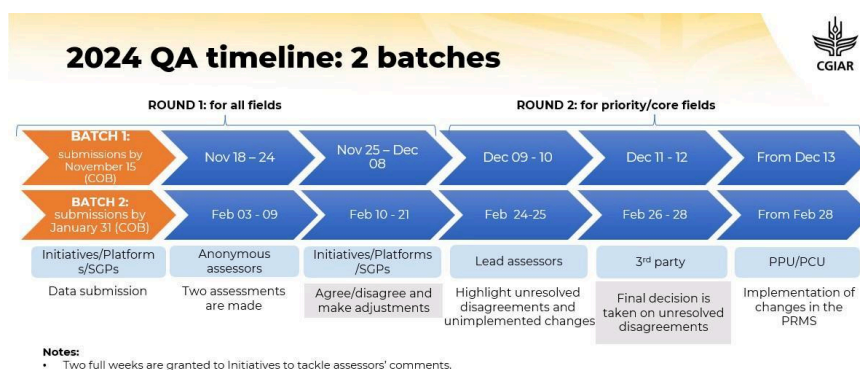 2024 QA timeline: 2 batches
CGIAR
ROUND 1: for all fields
ROUND 2: for priority/core fields
BATCH 1:
submissions by
November 15
(COB)
Nov 18 – 24
Nov 25 – Dec
08
Dec 09 - 10
Dec 11 - 12
From Dec 13
BATCH 2:
submissions by
January 31 (COB)
Feb 03 - 09
Feb 10 - 21
Feb 24-25
Feb 26 - 28
From Feb 28
Initiatives/Platform
s/SGPs
Anonymous
assessors
Initiatives/Platforms
/SGPs
Lead assessors
3rd party
PPU/PCU
Data submission
Two assessments
are made
Agree/disagree and
make adjustments
Highlight unresolved
disagreements and
unimplemented changes
Final decision is
taken on unresolved
disagreements
Implementation of
changes in the
PRMS
Notes:
• Two full weeks are granted to Initiatives to tackle assessors' comments.